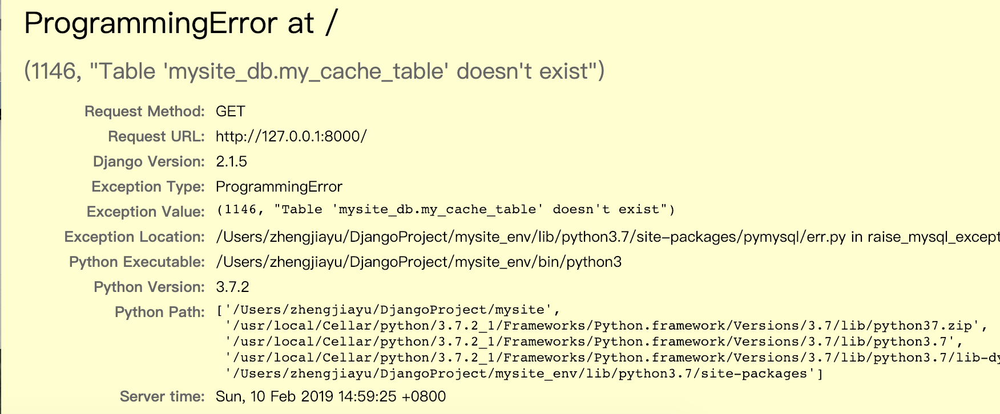 ProgrammingError at /
(1146, "Table 'mysite_db.my_cache_table' doesn't exist")
Request Method: GET
Request URL: http://127.0.0.1:8000/
Django Version: 2.1.5
Exception Type: ProgrammingError
Exception Value: (1146, "Table 'mysite_db.my_cache_table' doesn't exist")
Exception Location: /Users/zhengjiayu/DjangoProject/mysite_env/lib/python3.7/site-packages/pymysql/err.py in raise_mysql_except
Python Executable: /Users/zhengjiayu/DjangoProject/mysite_env/bin/python3
Python Version: 3.7.2
Python Path: ['/Users/zhengjiayu/DjangoProject/mysite',
'/usr/local/Cellar/python/3.7.2_1/Frameworks/Python.framework/Versions/3.7/lib/python37.zip',
'/usr/local/Cellar/python/3.7.2_1/Frameworks/Python.framework/Versions/3.7/lib/python3.7',
'/usr/local/Cellar/python/3.7.2_1/Frameworks/Python.framework/Versions/3.7/lib/python3.7/lib-dy
'/Users/zhengjiayu/DjangoProject/mysite_env/lib/python3.7/site-packages']
Server time: Sun, 10 Feb 2019 14:59:25 +0800